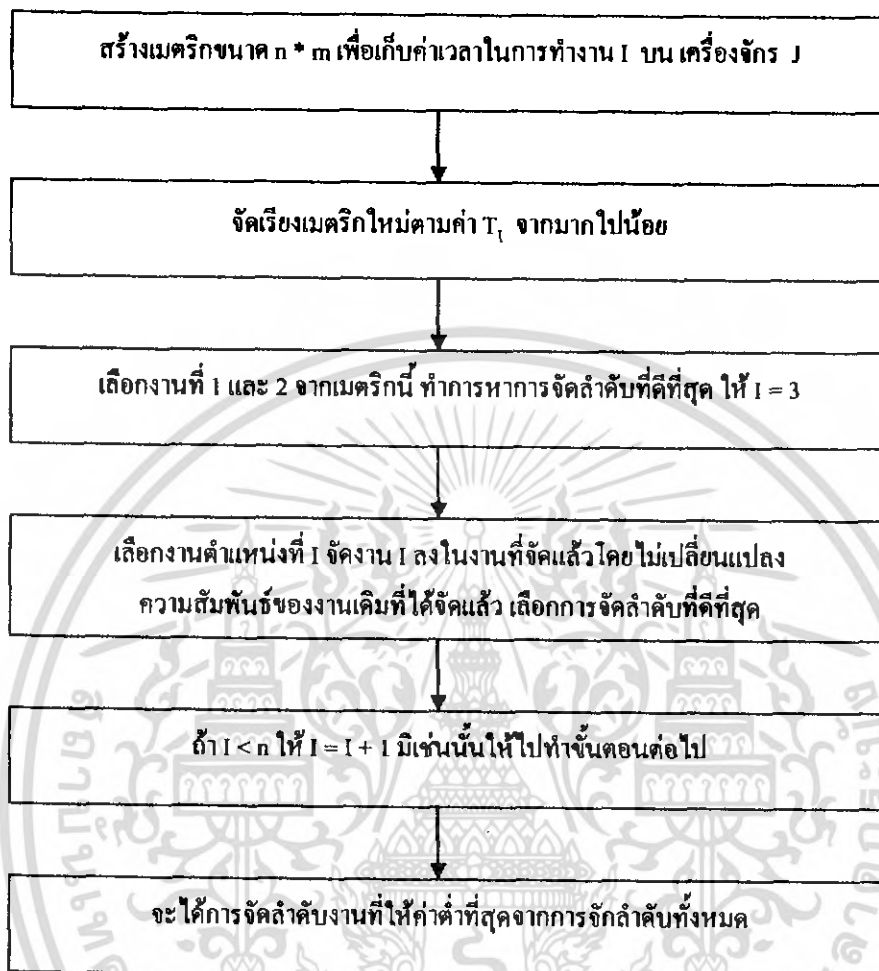 สร้างเมตริกขนาด n * m เพื่อเก็บค่าเวลาในการทำงาน I บน เครื่องจักร J
จัดเรียงเมตริกใหม่ตามค่า T_I จากมากไปน้อย
เลือกงานที่ 1 และ 2 จากเมตริกนี้ ทำการหาการจัดลำดับที่ดีที่สุด ให้ I = 3
เลือกงานตำแหน่งที่ I จัดงาน I ลงในงานที่จัดแล้วโดยไม่เปลี่ยนแปลง
ความสัมพันธ์ของงานเดิมที่ได้จัดแล้ว เลือกการจัดลำดับที่ดีที่สุด
ถ้า I < n ให้ I = I + 1 มิเช่นนั้นให้ไปทำขั้นตอนต่อไป
จะได้การจัดลำดับงานที่ให้ค่าต่ำที่สุดจากการจักลำดับทั้งหมด